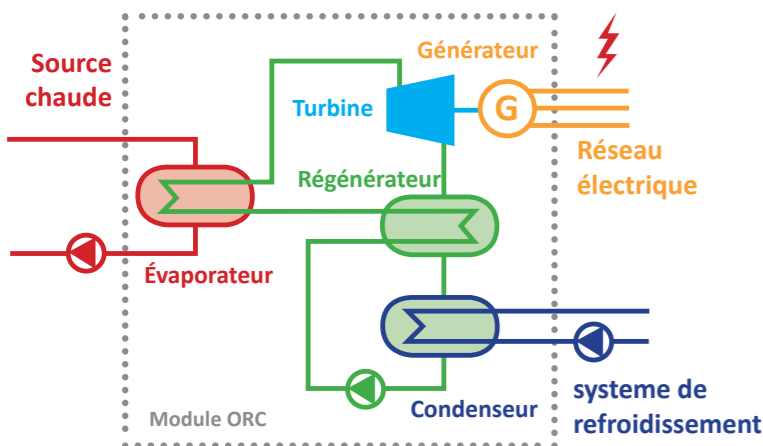 Source
chaude
Générateur
Turbine
G
Réseau
électrique
Régénérateur
Évaporateur
Condenseur
systeme de
refroidissement
Module ORC